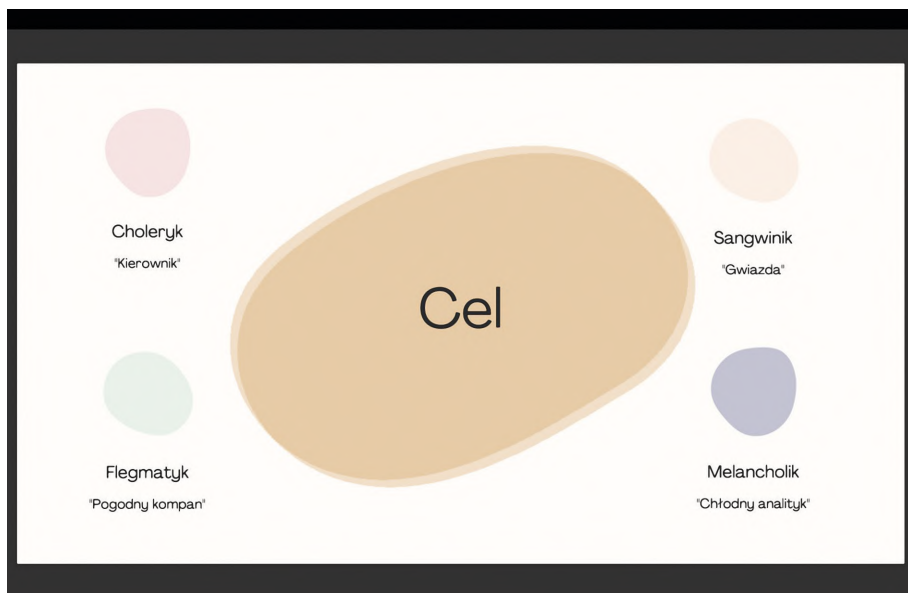 Choleryk
"Kierownik"
Sangwinik
"Gwiazda"
Cel
Flegmatyk
"Pogodny kompan"
Melancholik
"Chłodny analityk"